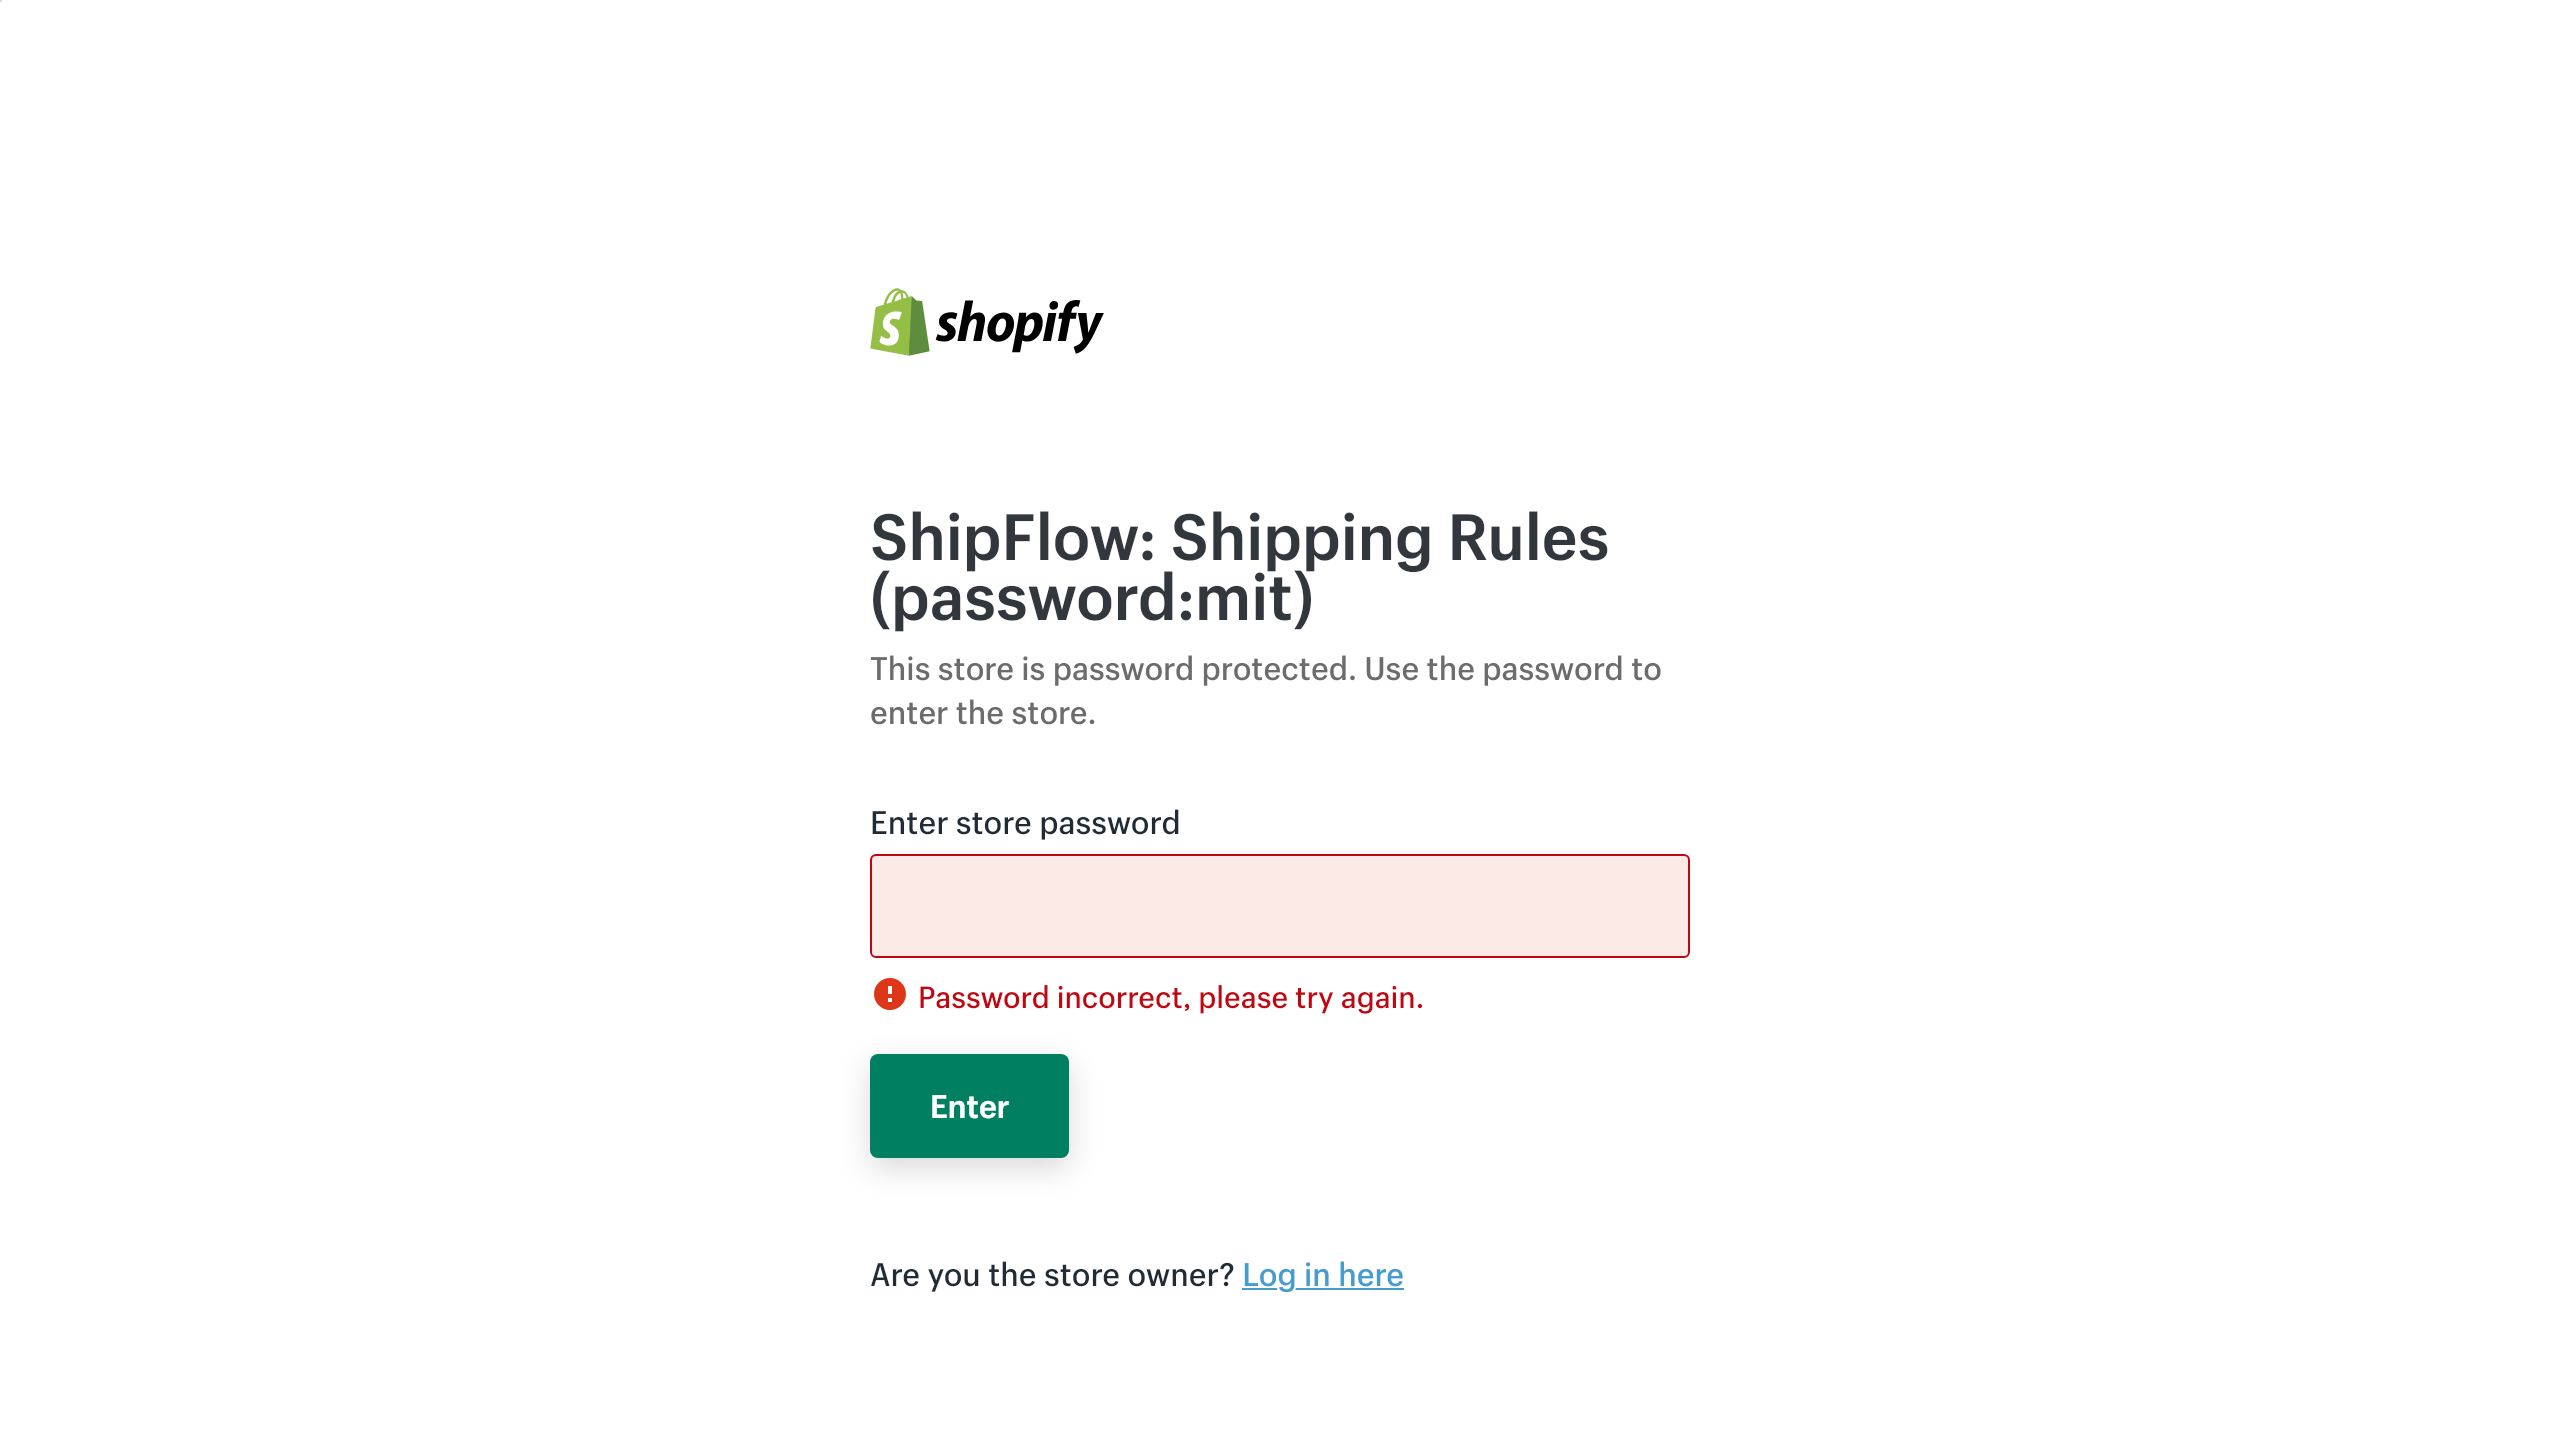 shopify
ShipFlow: Shipping Rules
(password:mit)
This store is password protected. Use the password to
enter the store.
Enter store password
Password incorrect, please try again.
Enter
Are you the store owner? Log in here